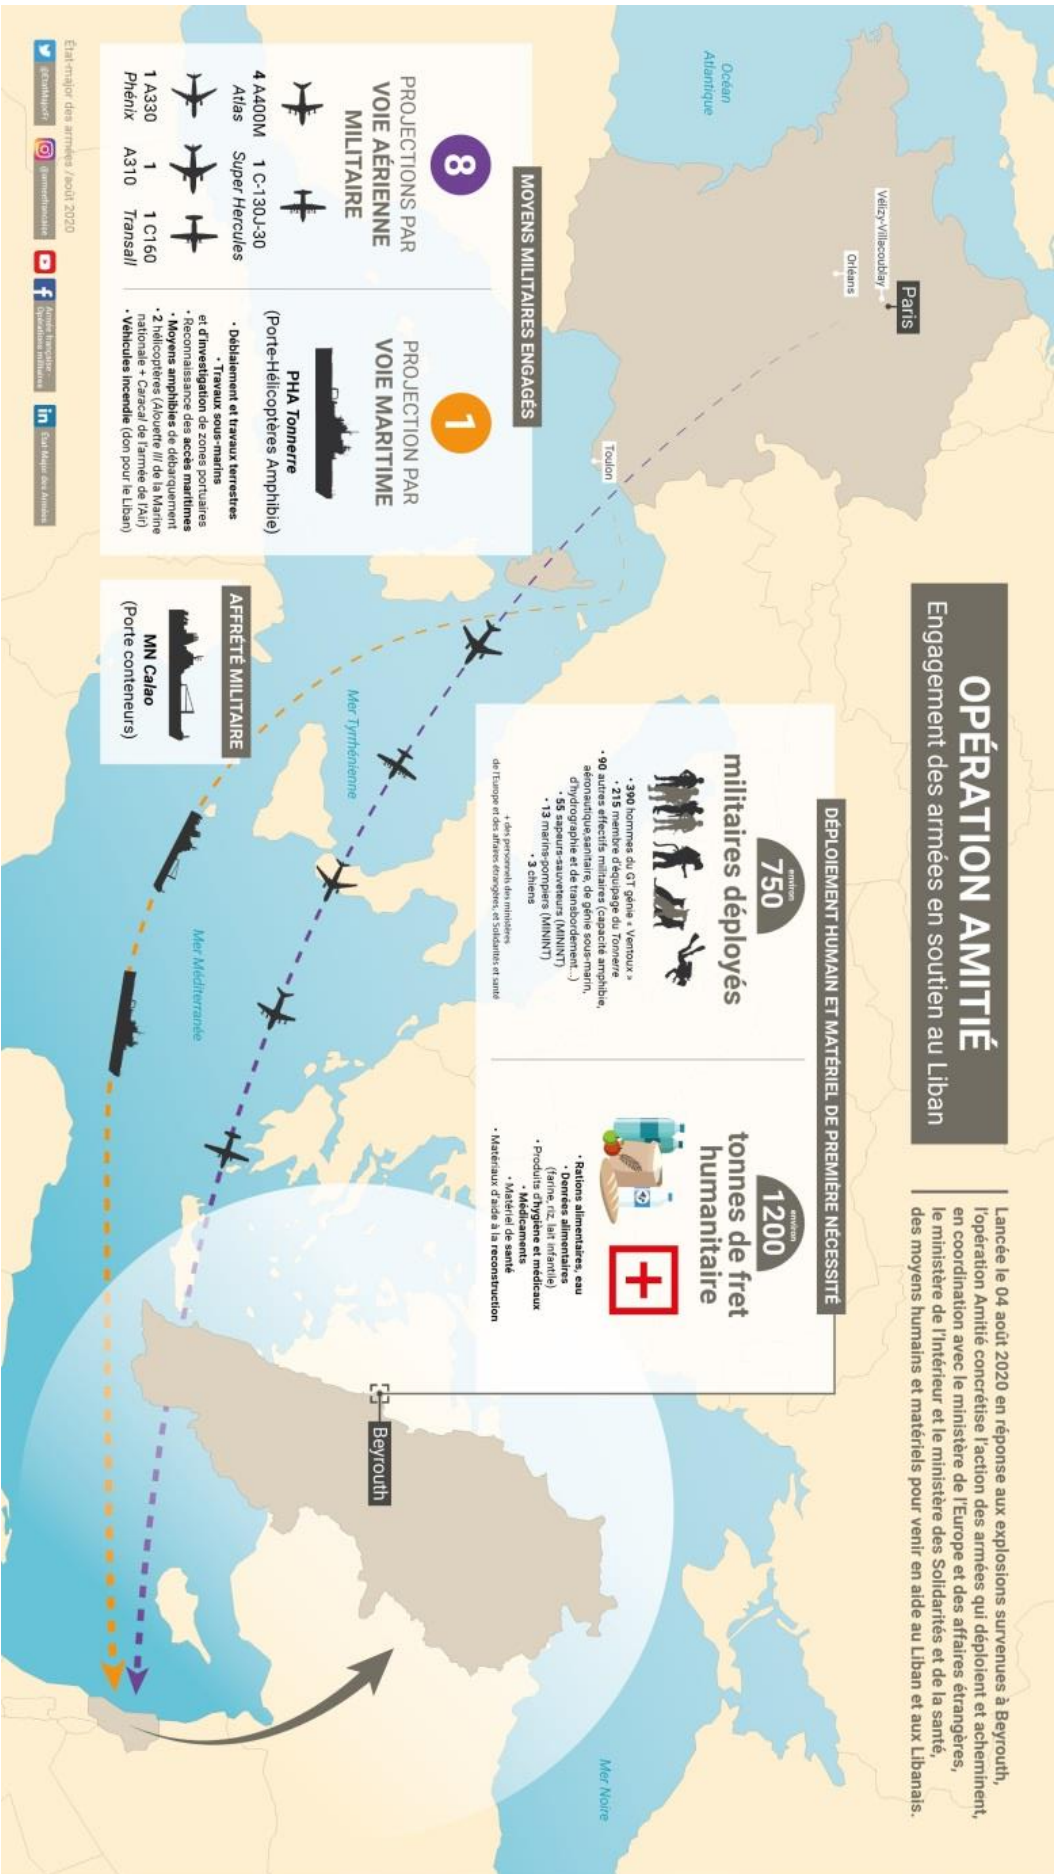 OPÉRATION AMITIÉ
Engagement des armées en soutien au Liban
Lancée le 04 août 2020 en réponse aux explosions survenues à Beyrouth,
l'opération Amitié concrétise l'action des armées qui déploient et acheminent,
en coordination avec le ministère de l'Europe et des affaires étrangères,
le ministère de l'Intérieur et le ministère des Solidarités et de la santé,
des moyens humains et matériels pour venir en aide au Liban et aux Libanais.
Paris
Vélizy-Villacoublay
Orléans
Océan
Atlantique
Toulon
DÉPLOIEMENT HUMAIN ET MATÉRIEL DE PREMIÈRE NÉCESSITÉ
environ
750
militaires déployés
• 390 hommes du GT génie « Ventoux »
• 215 membre d'équipage du Tonnerre
• 90 autres effectifs militaires (capacité amphibie,
aéronautique,sanitaire, de génie sous-marin,
d'hydrographie et de transbordement...)
• 55 sapeurs-sauveteurs (MININT)
• 13 marins-pompiers (MININT)
• 3 chiens
+ des personnels des ministères
de l'Europe et des affaires étrangères, et Solidarités et santé
environ
1200
tonnes de fret
humanitaire
• Rations alimentaires, eau
• Denrées alimentaires
(farine, riz, lait infantile)
• Produits d'hygiène et médicaux
• Médicaments
• Matériel de santé
• Matériaux d'aide à la reconstruction
Mer Noire
Beyrouth
MOYENS MILITAIRES ENGAGÉS
8
PROJECTIONS PAR
VOIE AÉRIENNE
MILITAIRE
4 A400M
Atlas
1 C-130J-30
Super Hercules
1 A330
Phénix
1
A310
1 C160
Transall
1
PROJECTION PAR
VOIE MARITIME
PHA Tonnerre
(Porte-Hélicoptères Amphibie)
• Déblaiement et travaux terrestres
• Travaux sous-marins
et d'investigation de zones portuaires
• Reconnaissance des accès maritimes
• Moyens amphibies de débarquement
• 2 hélicoptères (Alouette III de la Marine
nationale + Caracal de l'armée de l'Air)
• Véhicules incendie (don pour le Liban)
Mer Tyrrhénienne
Mer Méditerranée
AFFRÉTÉ MILITAIRE
MN Calao
(Porte conteneurs)
État-major des armées /août 2020
@EtatMajorFr
@armeefrancaise
Armée française -
Opérations militaires
État-Major des Armées